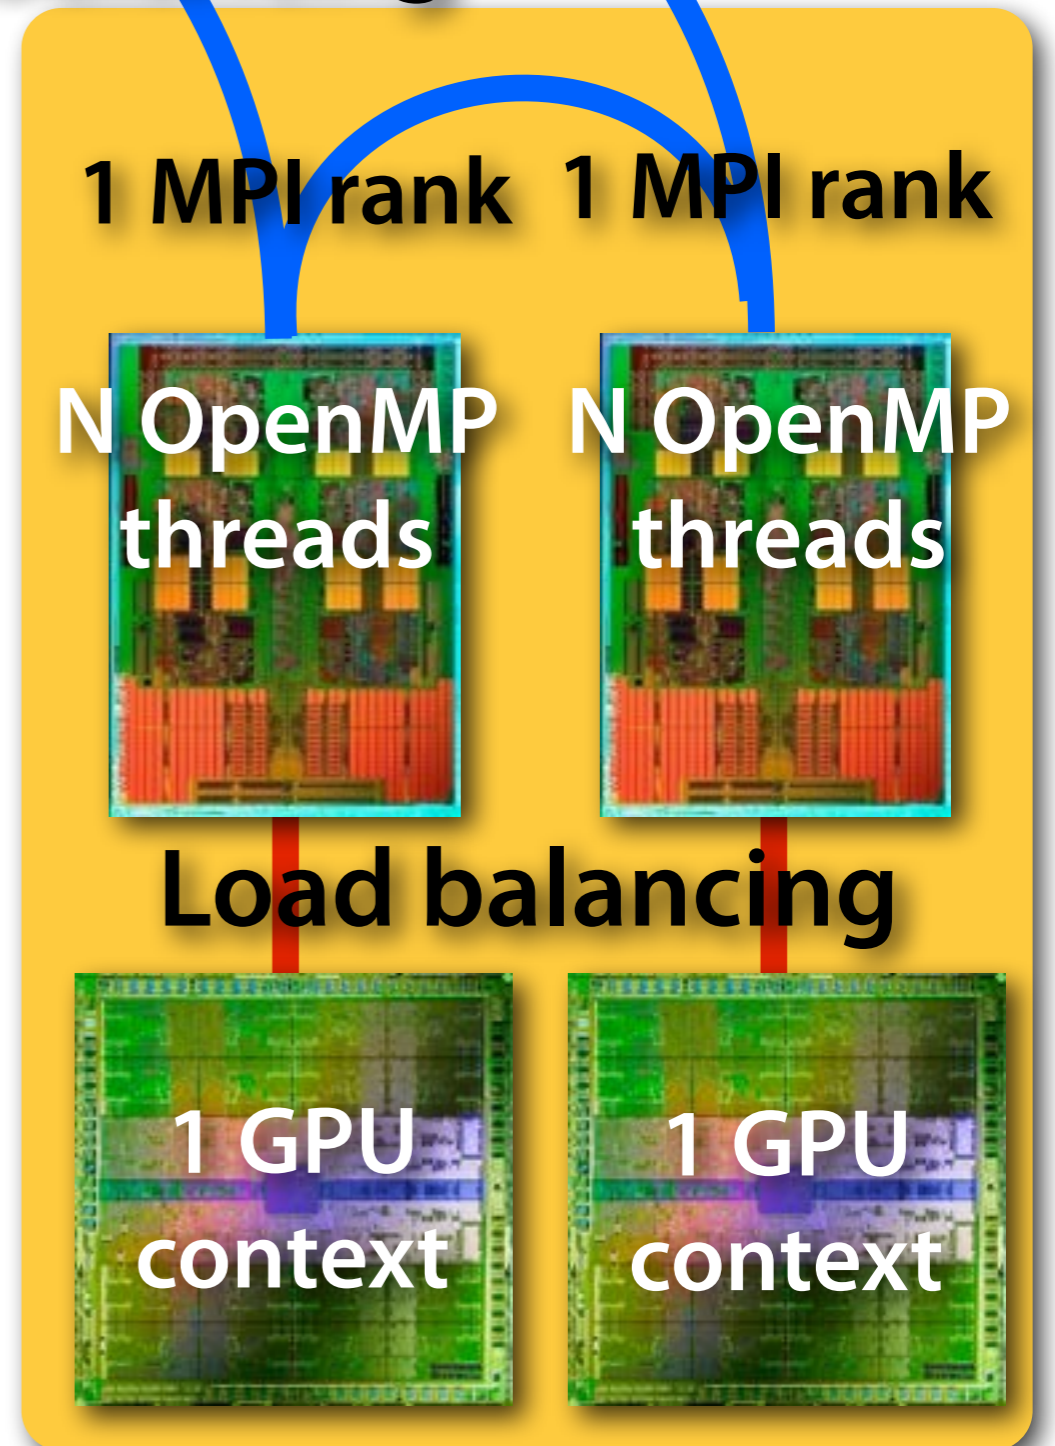 1 MPI rank 1 MPI rank
N OpenMP N OpenMP
threads threads
Load balancing
1 GPU 1 GPU
context context